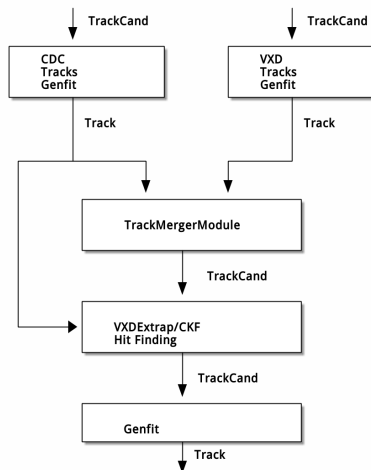 TrackCand
TrackCand
CDC
Tracks
Genfit
VXD
Tracks
Genfit
Track
Track
TrackMergerModule
TrackCand
VXDExtrap/CKF
Hit Finding
TrackCand
Genfit
Track